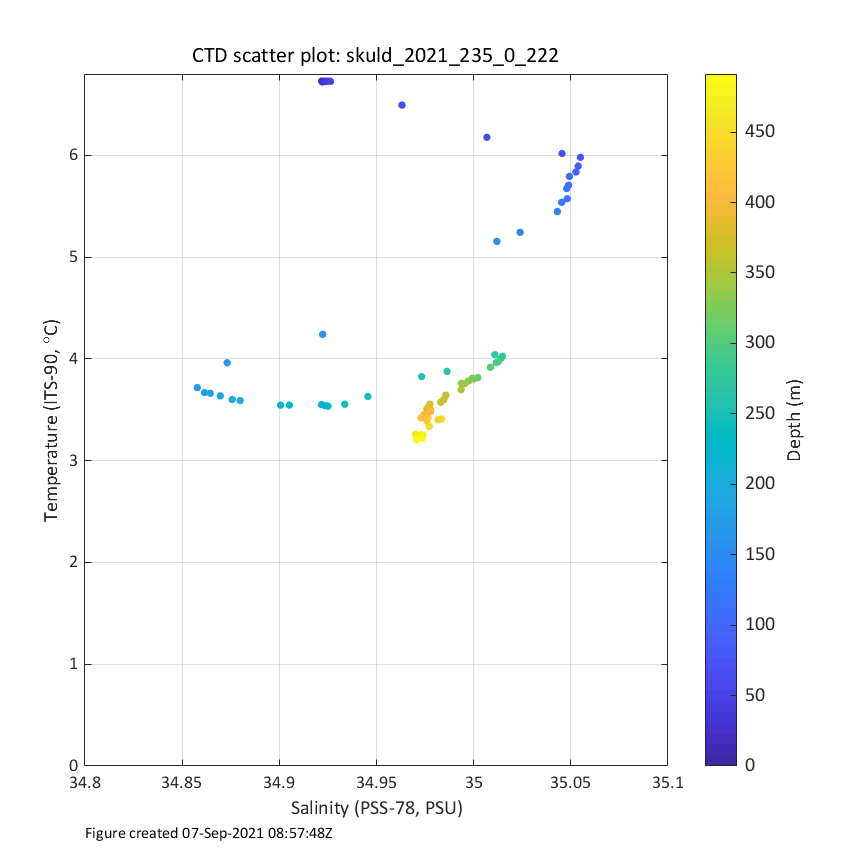 CTD scatter plot: skuld_2021_235_0_222
6
5
4
3
2
1
0
Temperature (ITS-90, °C)
34.8 34.85 34.9 34.95 35 35.05 35.1
Salinity (PSS-78, PSU)
450
400
350
300
250
200
150
100
50
0
Depth (m)
Figure created 07-Sep-2021 08:57:48Z